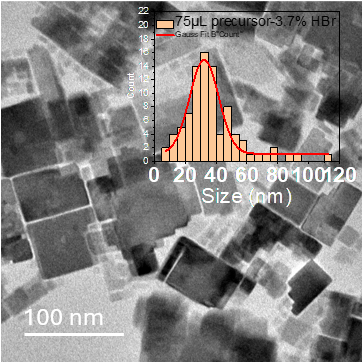 22
20
18
16
14
12
10
8
6
4
2
0
Count
75µL precursor-3.7% HBr
Gauss Fit B"Count"
0 20 40 60 80 100 120
Size (nm)
100 nm